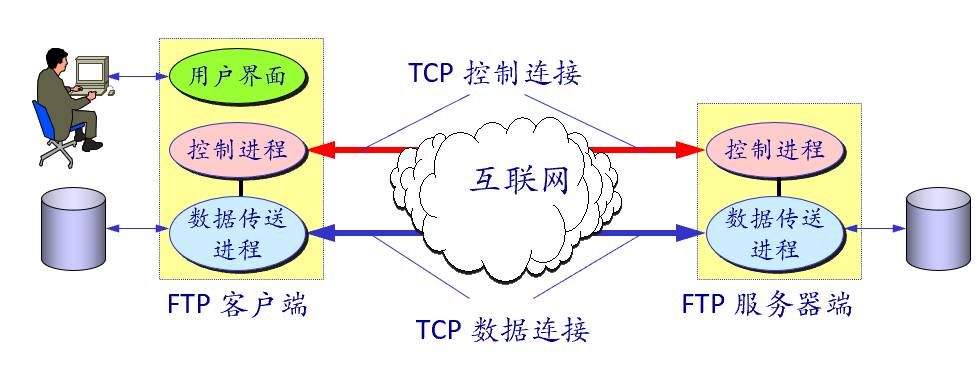 TCP 控制连接
用户界面
控制进程
互联网
控制进程
数据传送
进程
数据传送
进程
FTP 客户端
TCP 数据连接
FTP 服务器端